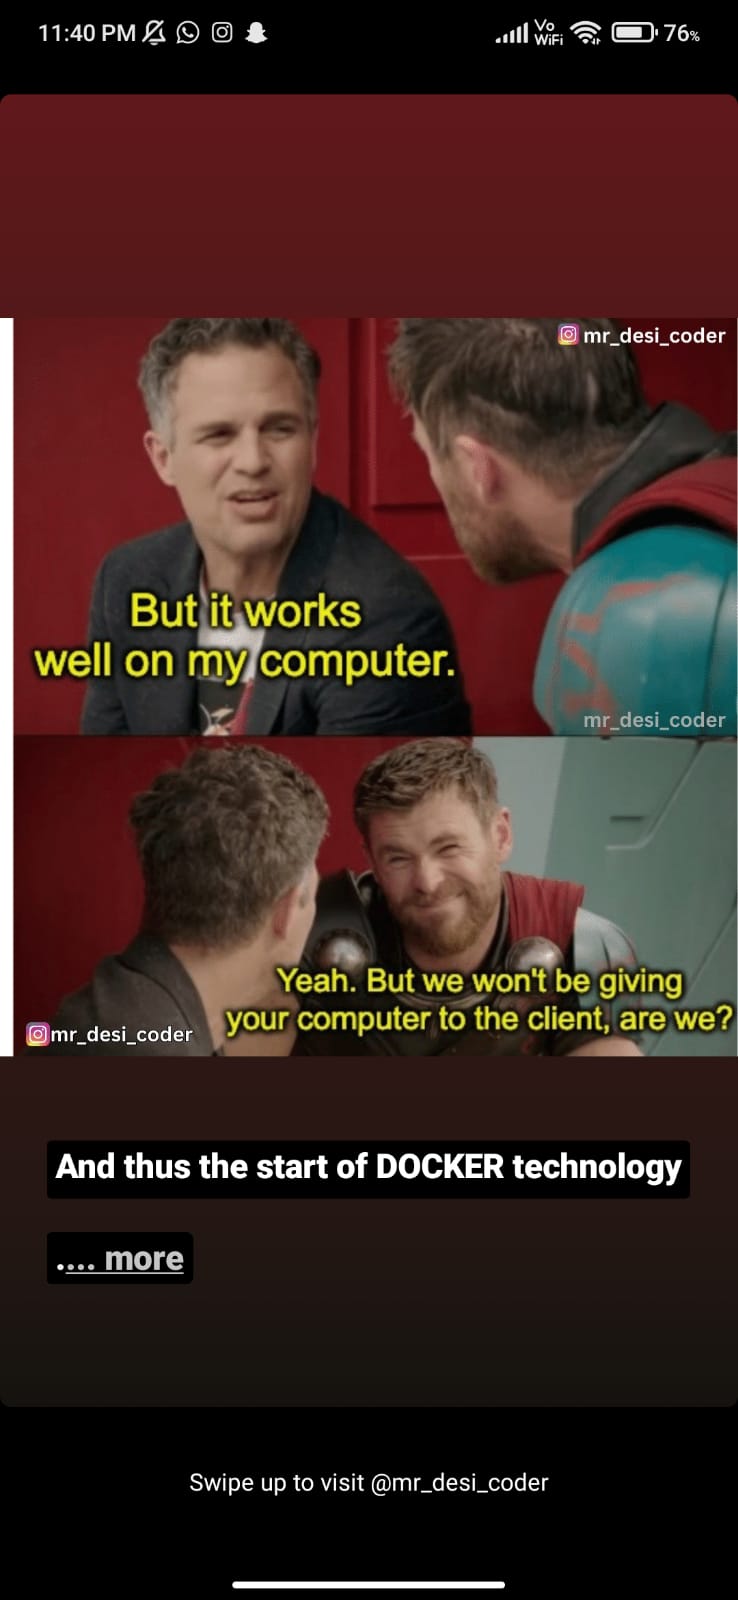 11:40 PM
Vo
WiFi
76%
mr_desi_coder
But it works
well on my computer.
mr_desi_coder
Yeah. But we won't be giving
your computer to the client, are we?
mr_desi_coder
And thus the start of DOCKER technology
.... more
Swipe up to visit @mr_desi_coder